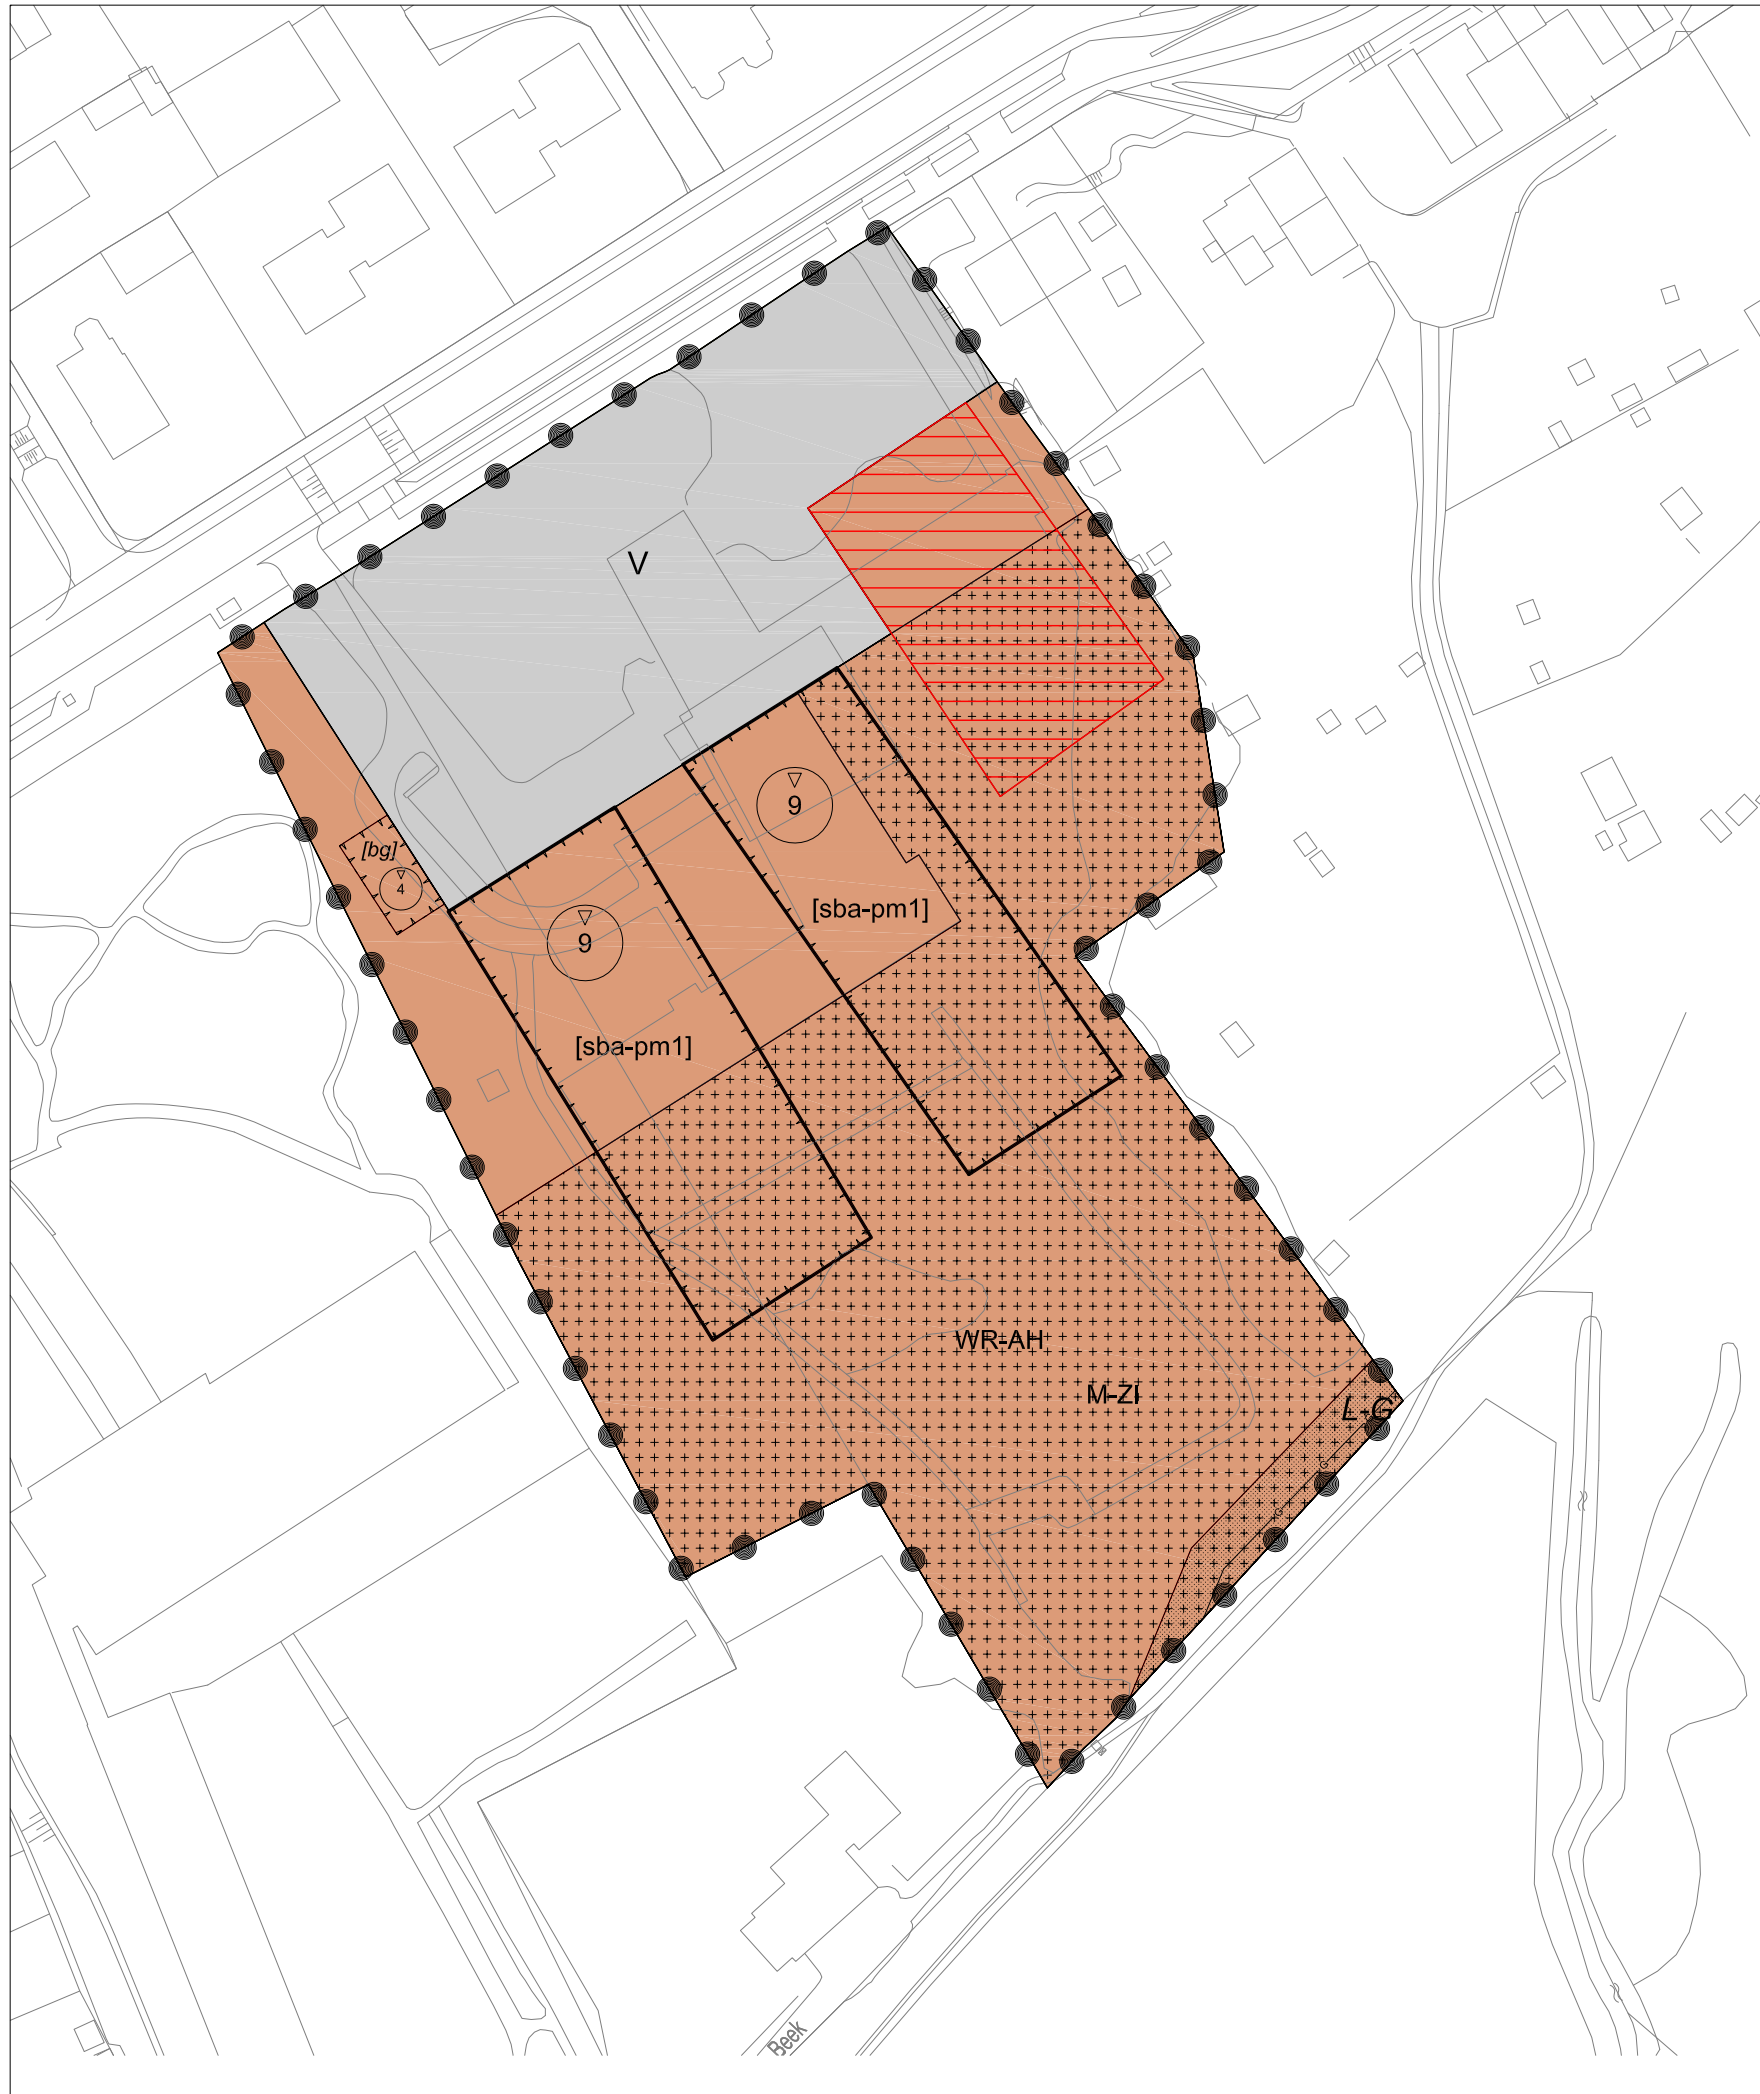 V
9
[bg]
4
[sba-pm1]
9
[sba-pm1]
WR-AH
M-ZI
L-G
G
G
Beek